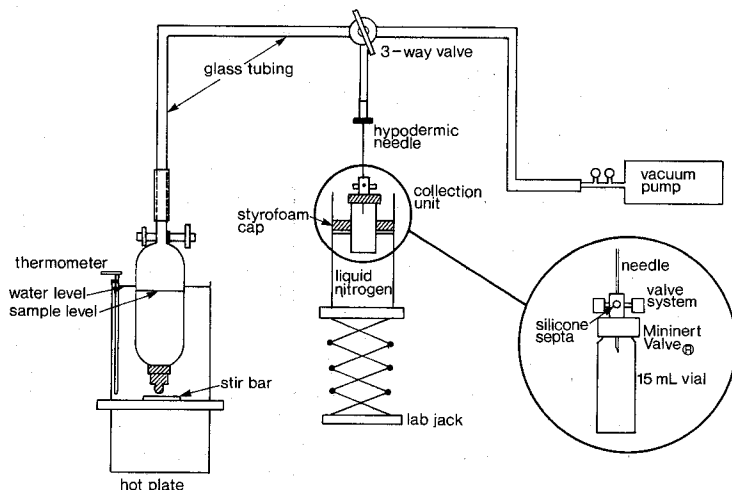 3-way valve
glass tubing
hypodermic
needle
vacuum
pump
collection
unit
styrofoam
cap
thermometer
water level
sample level
liquid
nitrogen
needle
valve
system
silicone
septa
Mininert
Valve ®
15 mL vial
stir bar
lab jack
hot plate